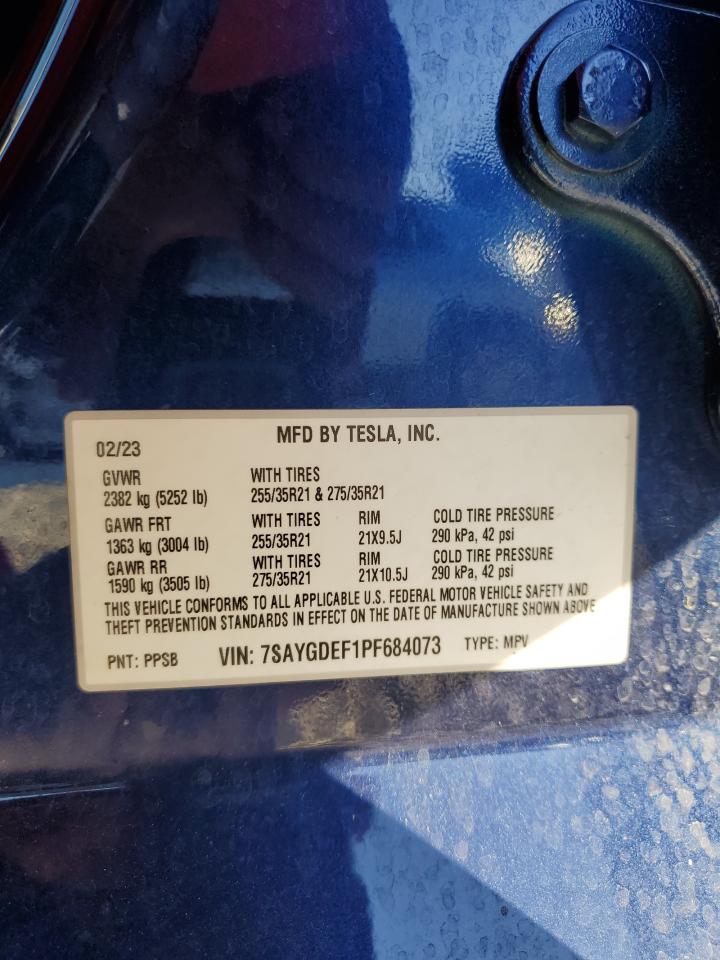 MFD BY TESLA, INC.
02/23
GVWR WITH TIRES
2382 kg (5252 lb) 255/35R21 & 275/35R21
GAWR FRT WITH TIRES RIM COLD TIRE PRESSURE
1363 kg (3004 lb) 255/35R21 21X9.5J 290 kPa, 42 psi
GAWR RR WITH TIRES RIM COLD TIRE PRESSURE
1590 kg (3505 lb) 275/35R21 21X10.5J 290 kPa, 42 psi
THIS VEHICLE CONFORMS TO ALL APPLICABLE U.S. FEDERAL MOTOR VEHICLE SAFETY AND
THEFT PREVENTION STANDARDS IN EFFECT ON THE DATE OF MANUFACTURE SHOWN ABOVE
PNT: PPSB VIN: 7SAYGDEF1PF684073 TYPE: MPV